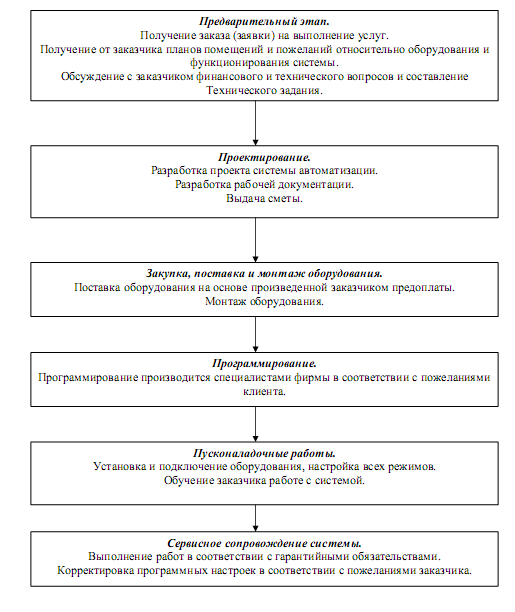 Предварительный этап.
Получение заказа (заявки) на выполнение услуг.
Получение от заказчика планов помещений и пожеланий относительно оборудования и
функционирования системы.
Обсуждение с заказчиком финансового и технического вопросов и составление
Технического задания.
Проектирование.
Разработка проекта системы автоматизации.
Разработка рабочей документации.
Выдача сметы.
Закупка, поставка и монтаж оборудования.
Поставка оборудования на основе произведенной заказчиком предоплаты.
Монтаж оборудования.
Программирование.
Программирование производится специалистами фирмы в соответствии с пожеланиями
клиента.
Пусконаладочные работы.
Установка и подключение оборудования, настройка всех режимов.
Обучение заказчика работе с системой.
Сервисное сопровождение системы.
Выполнение работ в соответствии с гарантийными обязательствами.
Корректировка программных настроек в соответствии с пожеланиями заказчика.